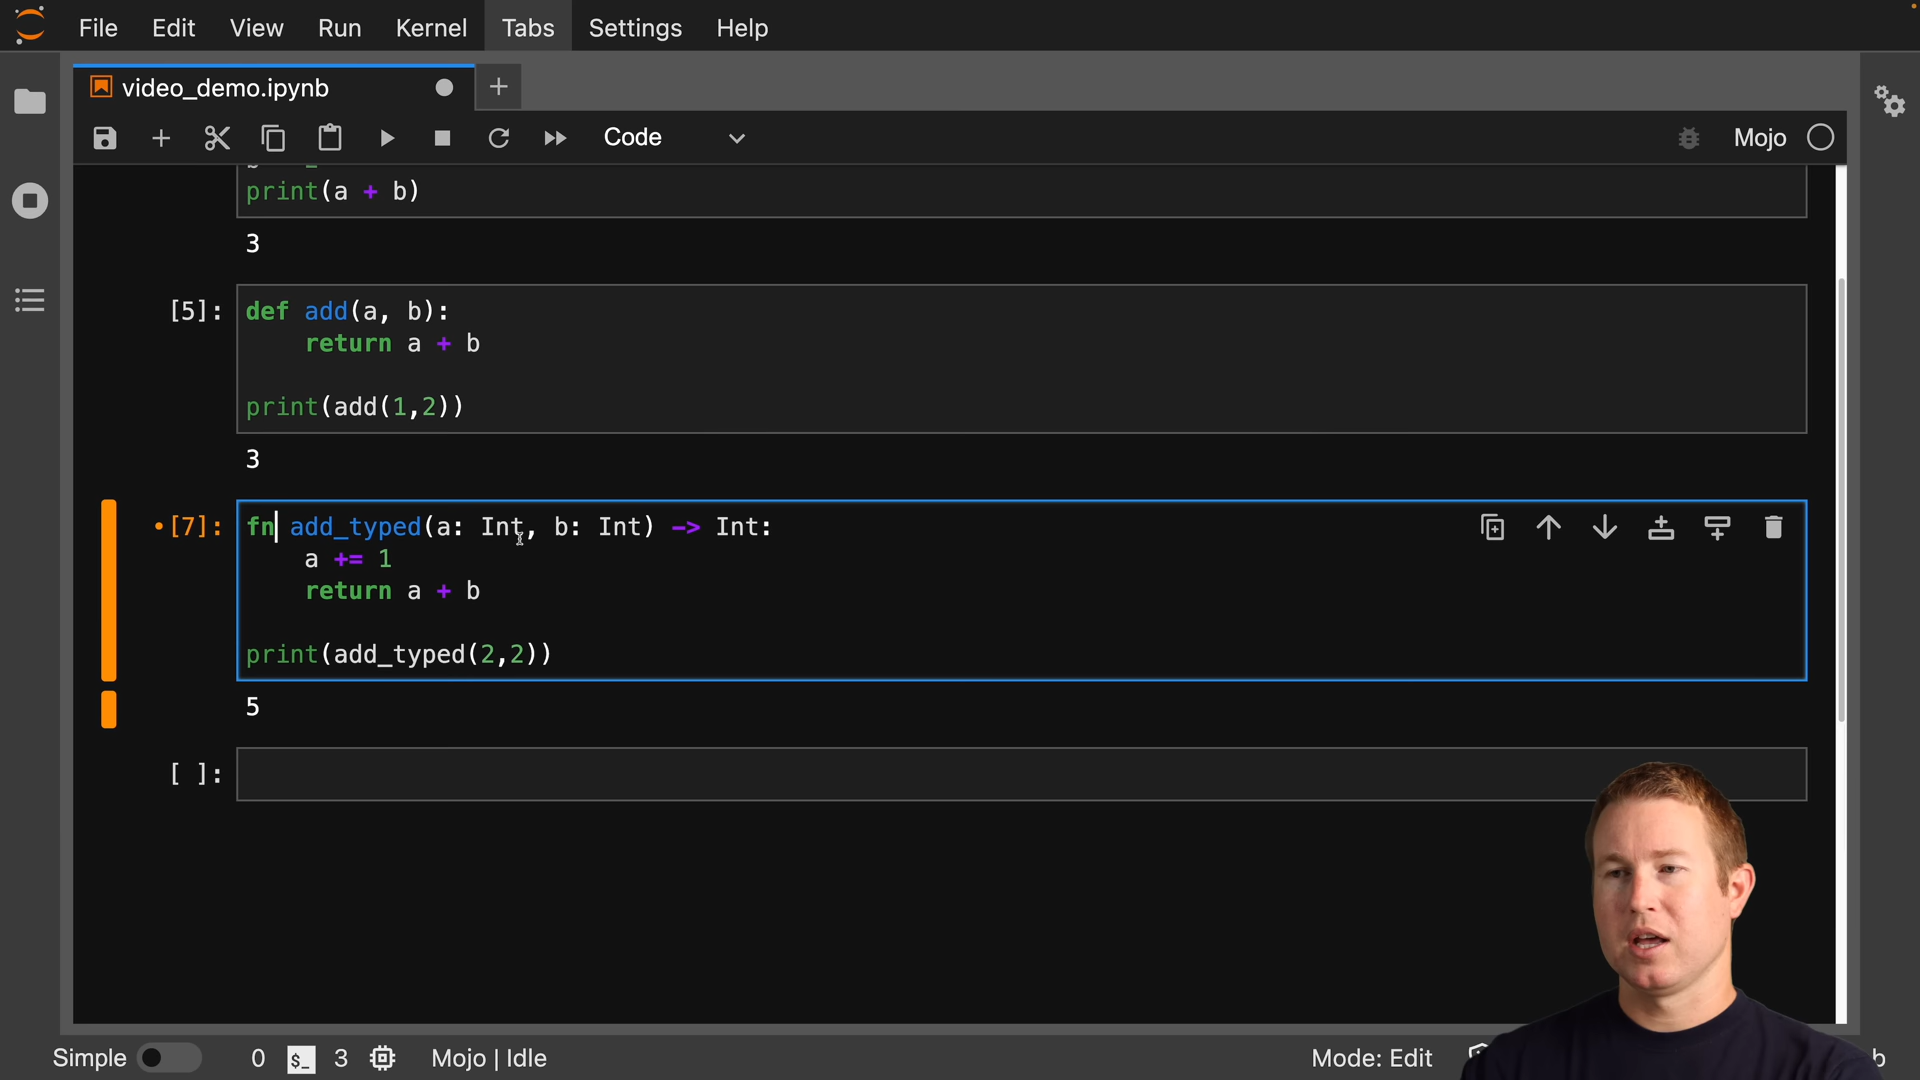 File Edit View Run Kernel Tabs Settings Help
video_demo.ipynb
Code Mojo
print(a + b)
3
[5]: def add(a, b):
return a + b
print(add(1,2))
3
[7]: fn add_typed(a: Int, b: Int) -> Int:
a += 1
return a + b
print(add_typed(2,2))
5
[ ]:
Simple 0 $_ 3 Mojo | Idle Mode: Edit b